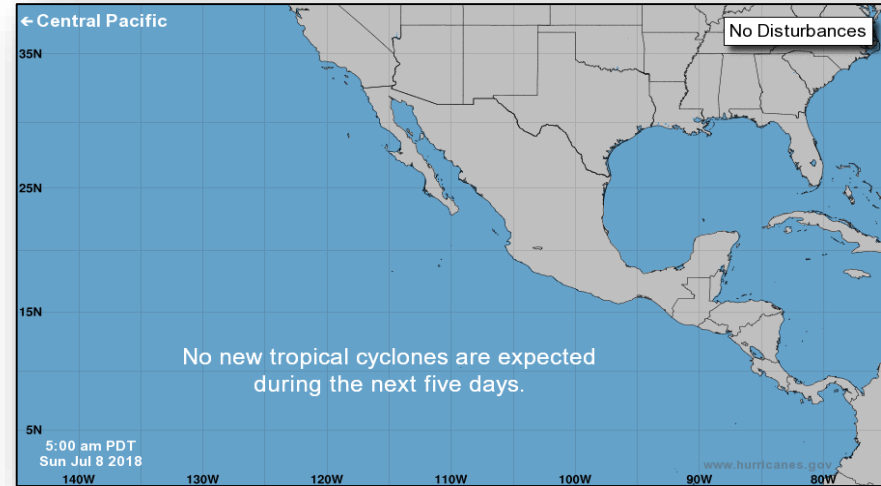 ← Central Pacific
No Disturbances
35N
25N
15N
No new tropical cyclones are expected
during the next five days.
5N
5:00 am PDT
Sun Jul 8 2018
www.hurricanes.gov
140W 130W 120W 110W 100W 90W 80W